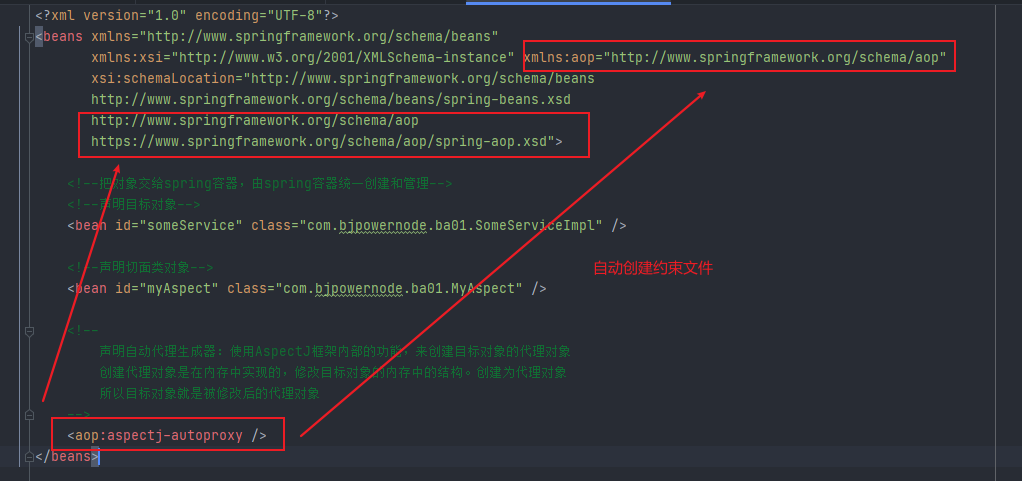 <?xml version="1.0" encoding="UTF-8"?>
<beans xmlns="http://www.springframework.org/schema/beans"
xmlns:xsi="http://www.w3.org/2001/XMLSchema-instance" xmlns:aop="http://www.springframework.org/schema/aop"
xsi:schemaLocation="http://www.springframework.org/schema/beans
http://www.springframework.org/schema/beans/spring-beans.xsd
http://www.springframework.org/schema/aop
https://www.springframework.org/schema/aop/spring-aop.xsd">
<!--把对象交给spring容器，由spring容器统一创建和管理-->
<!--声明目标对象-->
<bean id="someService" class="com.bjpowernode.ba01.SomeServiceImpl" />
<!--声明切面类对象-->
自动创建约束文件
<bean id="myAspect" class="com.bjpowernode.ba01.MyAspect" />
<!--
声明自动代理生成器：使用AspectJ框架内部的功能，来创建目标对象的代理对象
创建代理对象是在内存中实现的，修改目标对象的内存中的结构。创建为代理对象
所以目标对象就是被修改后的代理对象
-->
<aop:aspectj-autoproxy />
</beans>